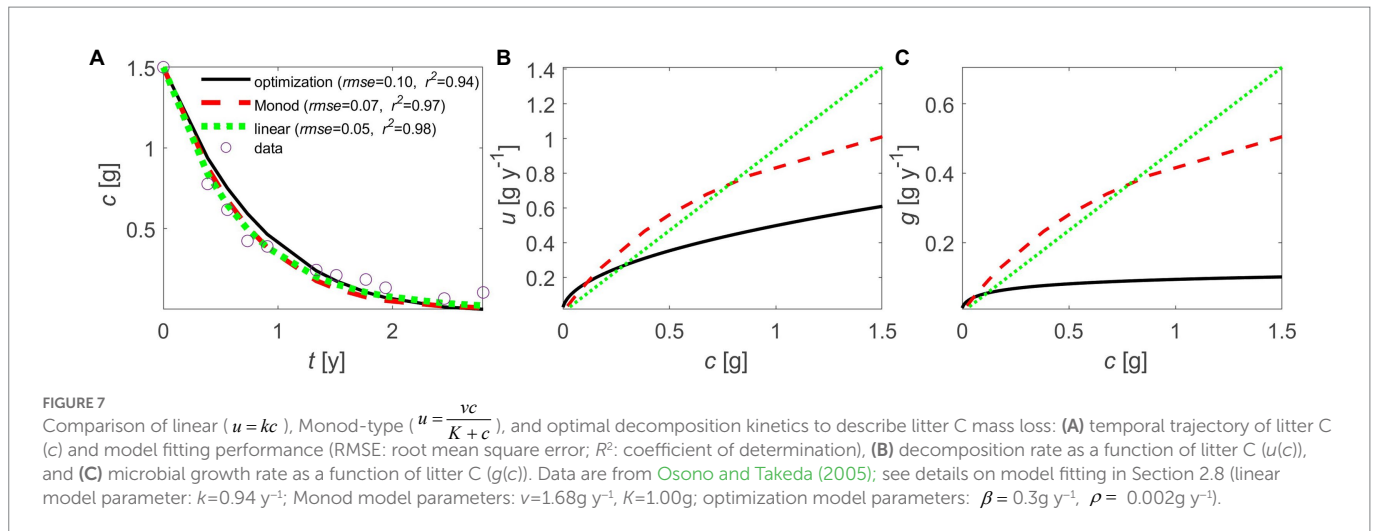 A
1.5
1
0.5
0
1
2
c [g]
t [y]
optimization (rmse=0.10, r²=0.94)
Monod (rmse=0.07, r²=0.97)
linear (rmse=0.05, r²=0.98)
data
B
1.4
1.2
1
0.8
0.6
0.4
0.2
0
0.5
1
1.5
u [g y⁻¹]
c [g]
C
0.6
0.4
0.2
0
0.5
1
1.5
g [g y⁻¹]
c [g]
FIGURE 7
Comparison of linear ( u = kc ), Monod-type ( u = vc / K + c ), and optimal decomposition kinetics to describe litter C mass loss: (A) temporal trajectory of litter C
(c) and model fitting performance (RMSE: root mean square error; R²: coefficient of determination), (B) decomposition rate as a function of litter C (u(c)),
and (C) microbial growth rate as a function of litter C (g(c)). Data are from Osono and Takeda (2005); see details on model fitting in Section 2.8 (linear
model parameter: k=0.94 y⁻¹; Monod model parameters: v=1.68g y⁻¹, K=1.00g; optimization model parameters: β = 0.3g y⁻¹, ρ = 0.002g y⁻¹).